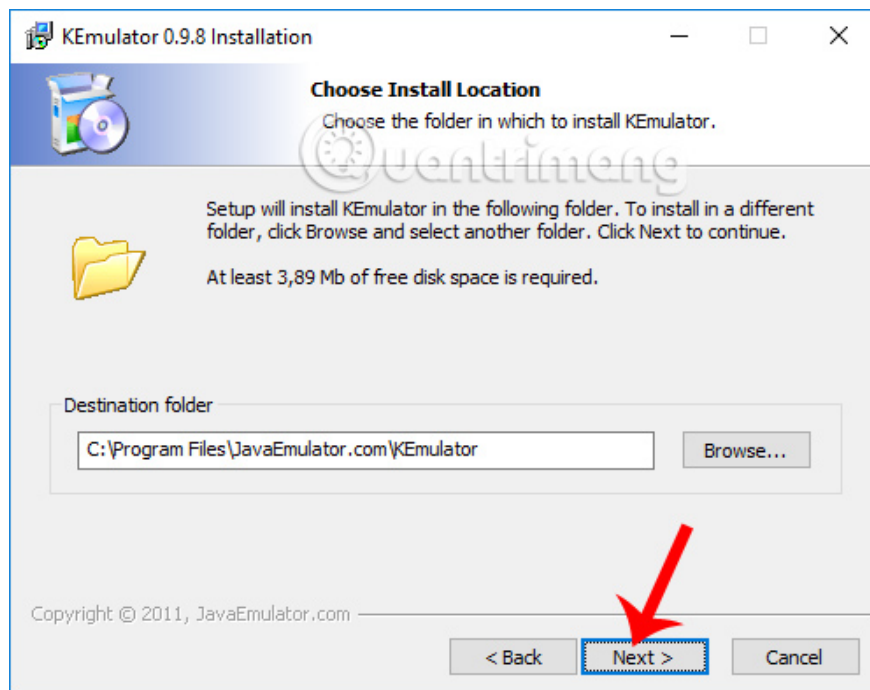 KEmulator 0.9.8 Installation
Choose Install Location
Choose the folder in which to install KEmulator.
Quantrimang
Setup will install KEmulator in the following folder. To install in a different
folder, click Browse and select another folder. Click Next to continue.
At least 3,89 Mb of free disk space is required.
Destination folder
C:\Program Files\JavaEmulator.com\KEmulator
Browse...
Copyright © 2011, JavaEmulator.com
< Back
Next >
Cancel